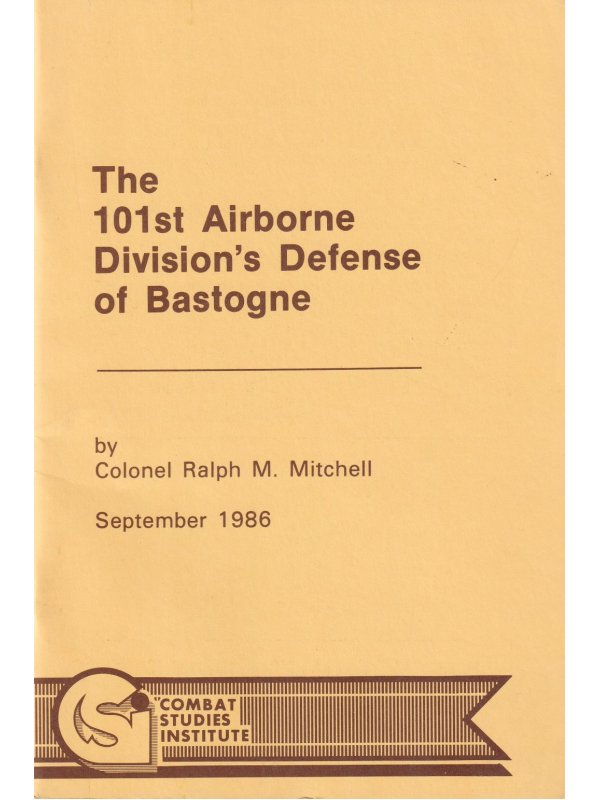 The
101st Airborne
Division's Defense
of Bastogne
by
Colonel Ralph M. Mitchell
September 1986
COMBAT
STUDIES
INSTITUTE